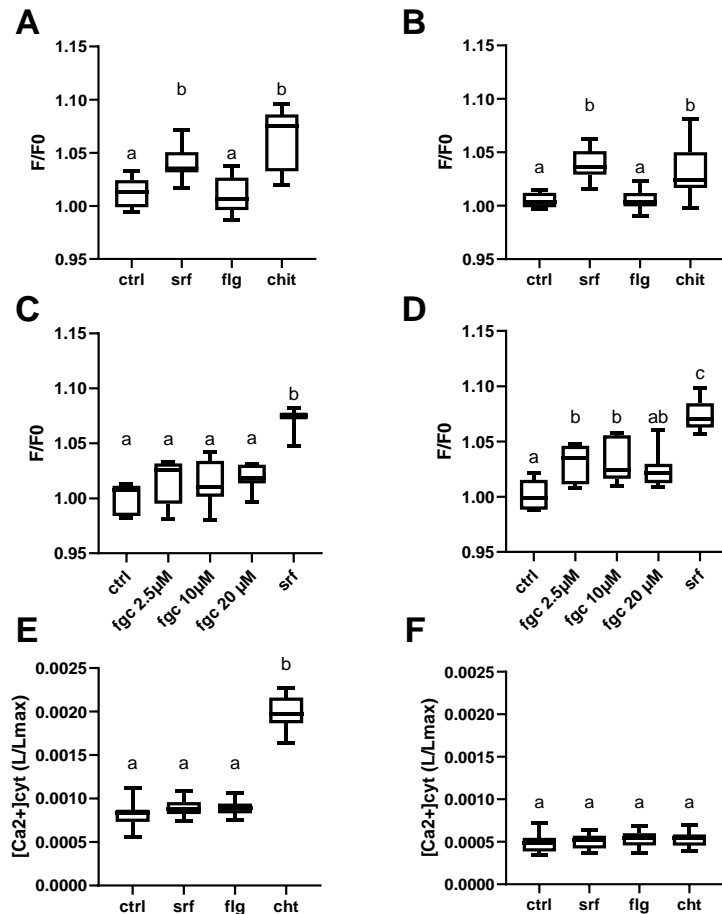 A
1.15
1.10
1.05
1.00
0.95
F/F0
a
b
a
b
ctrl
srf
flg
chit
B
1.15
1.10
1.05
1.00
0.95
F/F0
a
b
a
b
ctrl
srf
flg
chit
C
1.15
1.10
1.05
1.00
0.95
F/F0
a
a
a
a
b
ctrl
fgc 2.5µM
fgc 10µM
fgc 20 µM
srf
D
1.15
1.10
1.05
1.00
0.95
F/F0
a
b
b
ab
c
ctrl
fgc 2.5µM
fgc 10µM
fgc 20 µM
srf
E
0.0025
0.0020
0.0015
0.0010
0.0005
0.0000
[Ca2+]cyt (L/Lmax)
a
a
a
b
ctrl
srf
flg
cht
F
0.0025
0.0020
0.0015
0.0010
0.0005
0.0000
[Ca2+]cyt (L/Lmax)
a
a
a
a
ctrl
srf
flg
cht